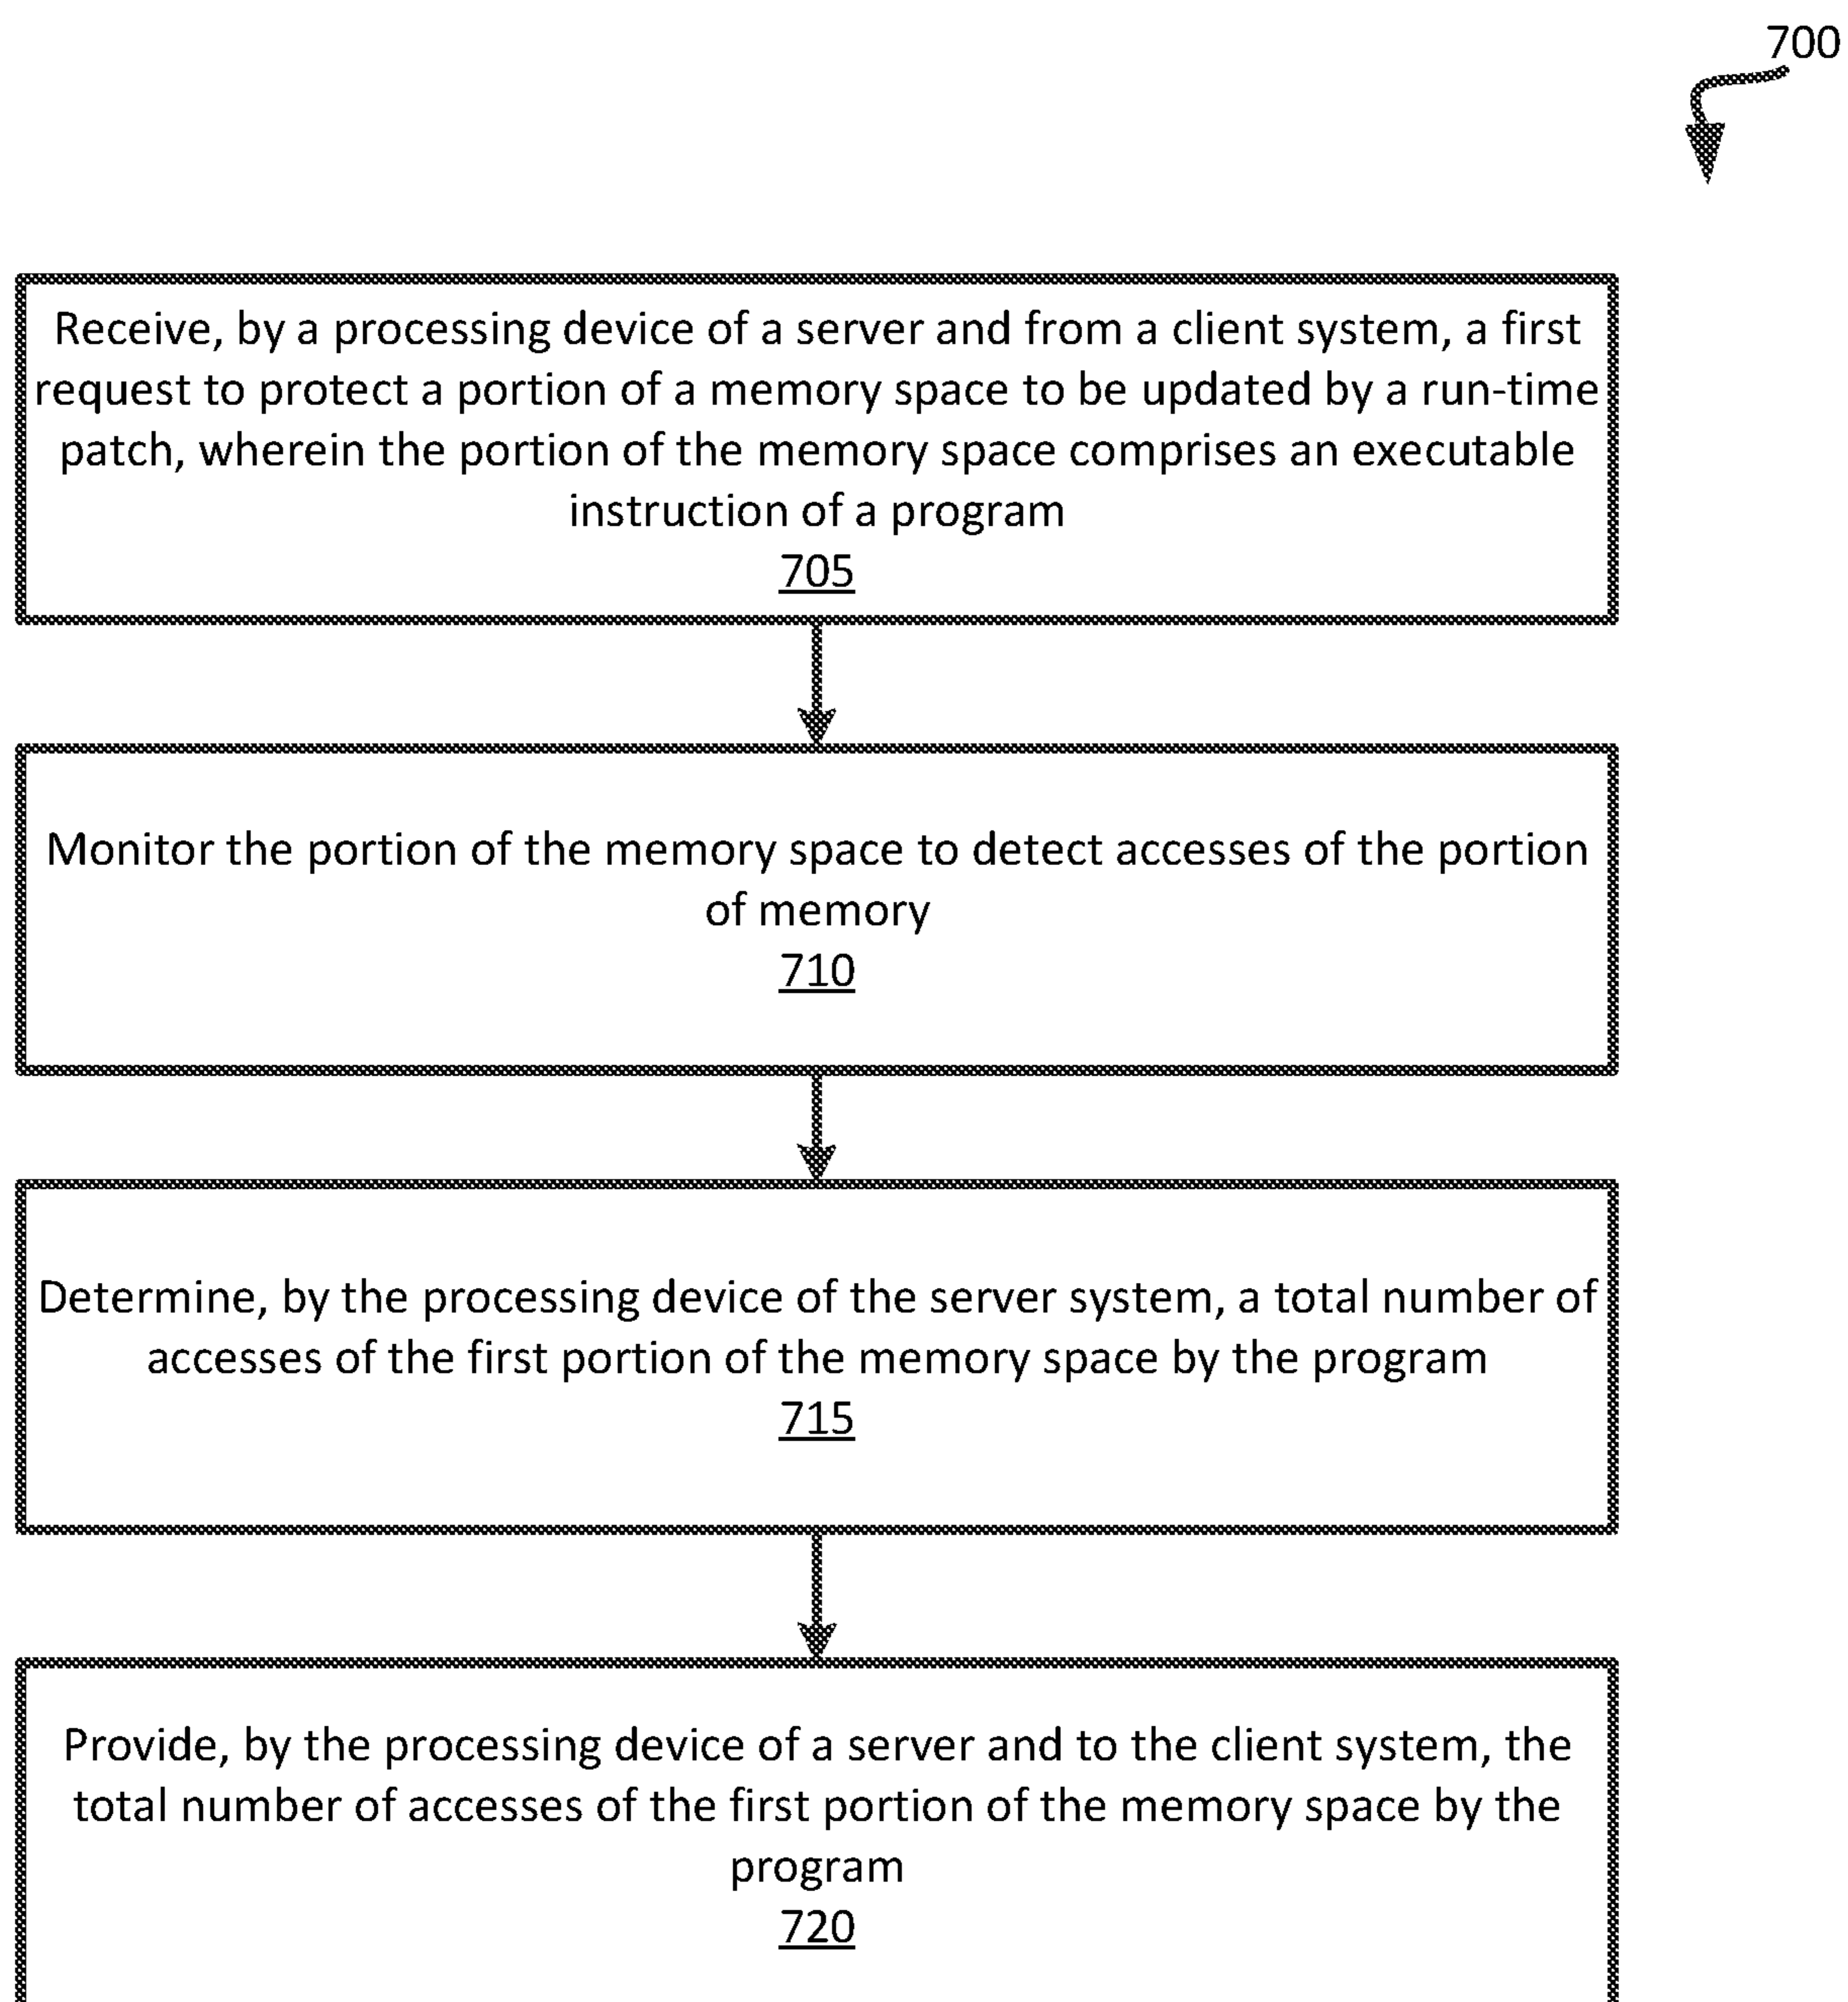 700
Receive, by a processing device of a server and from a client system, a first
request to protect a portion of a memory space to be updated by a run-time
patch, wherein the portion of the memory space comprises an executable
instruction of a program
705
Monitor the portion of the memory space to detect accesses of the portion
of memory
710
Determine, by the processing device of the server system, a total number of
accesses of the first portion of the memory space by the program
715
Provide, by the processing device of a server and to the client system, the
total number of accesses of the first portion of the memory space by the
program
720